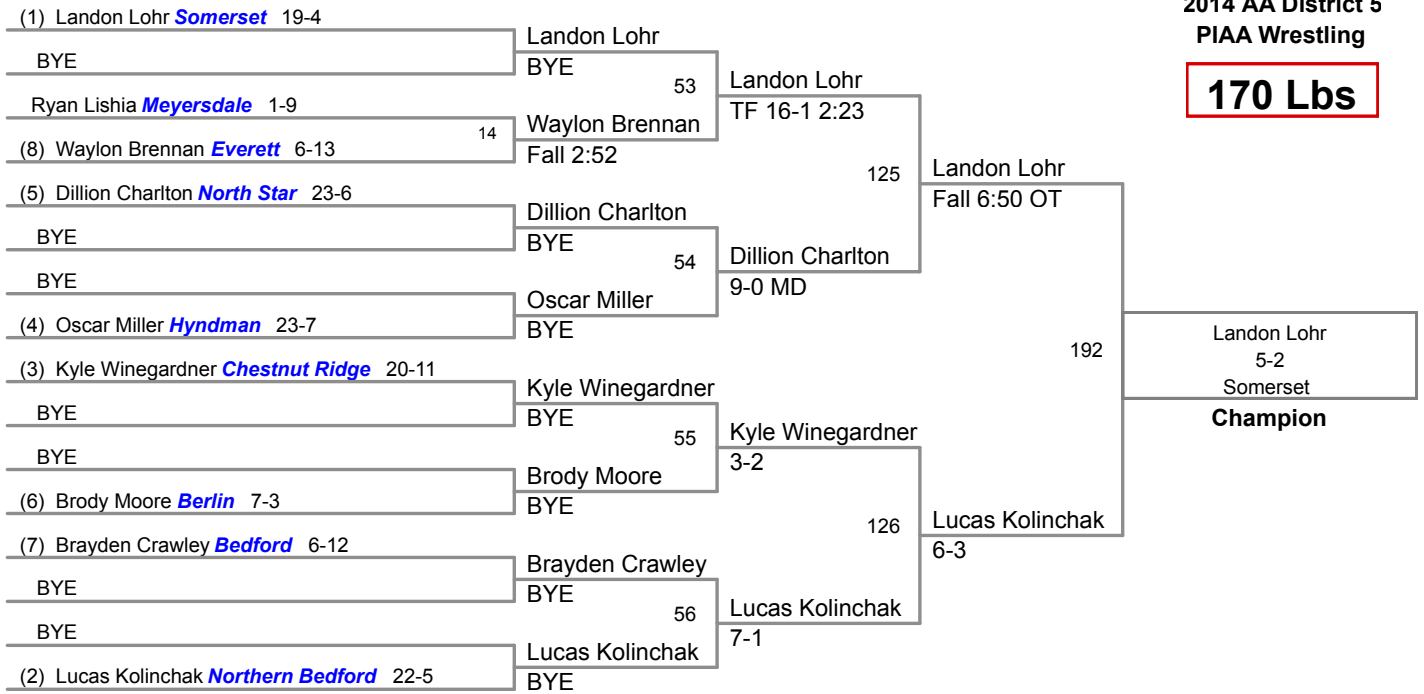 2014 AA District 5
PIAA Wrestling
170 Lbs
(1) Landon Lohr Somerset 19-4
BYE
Ryan Lishia Meyersdale 1-9
(8) Waylon Brennan Everett 6-13
(5) Dillion Charlton North Star 23-6
BYE
BYE
(4) Oscar Miller Hyndman 23-7
(3) Kyle Winegardner Chestnut Ridge 20-11
BYE
BYE
(6) Brody Moore Berlin 7-3
(7) Brayden Crawley Bedford 6-12
BYE
BYE
(2) Lucas Kolinchak Northern Bedford 22-5
14
Landon Lohr
BYE
53
Waylon Brennan
Fall 2:52
Dillion Charlton
BYE
54
Oscar Miller
BYE
Kyle Winegardner
BYE
55
Brody Moore
BYE
Brayden Crawley
BYE
56
Lucas Kolinchak
BYE
Landon Lohr
TF 16-1 2:23
125
Dillion Charlton
9-0 MD
Kyle Winegardner
3-2
126
Lucas Kolinchak
7-1
Landon Lohr
Fall 6:50 OT
192
Lucas Kolinchak
6-3
Landon Lohr
5-2
Somerset
Champion